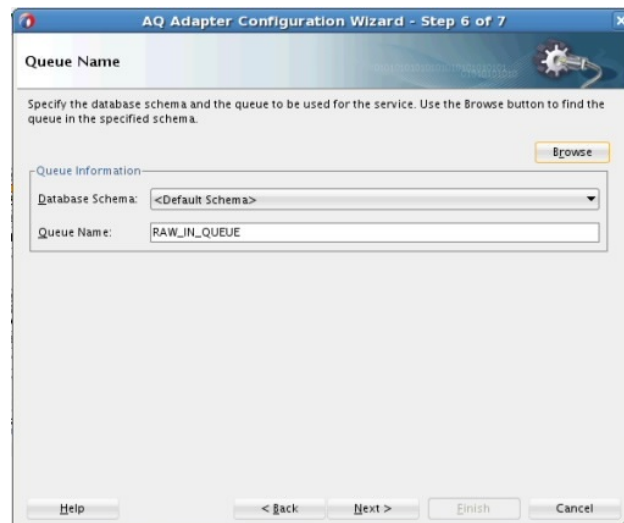 AQ Adapter Configuration Wizard - Step 6 of 7
Queue Name
Specify the database schema and the queue to be used for the service. Use the Browse button to find the
queue in the specified schema.
Browse
Queue Information
Database Schema: <Default Schema>
Queue Name: RAW_IN_QUEUE
Help < Back Next > Finish Cancel